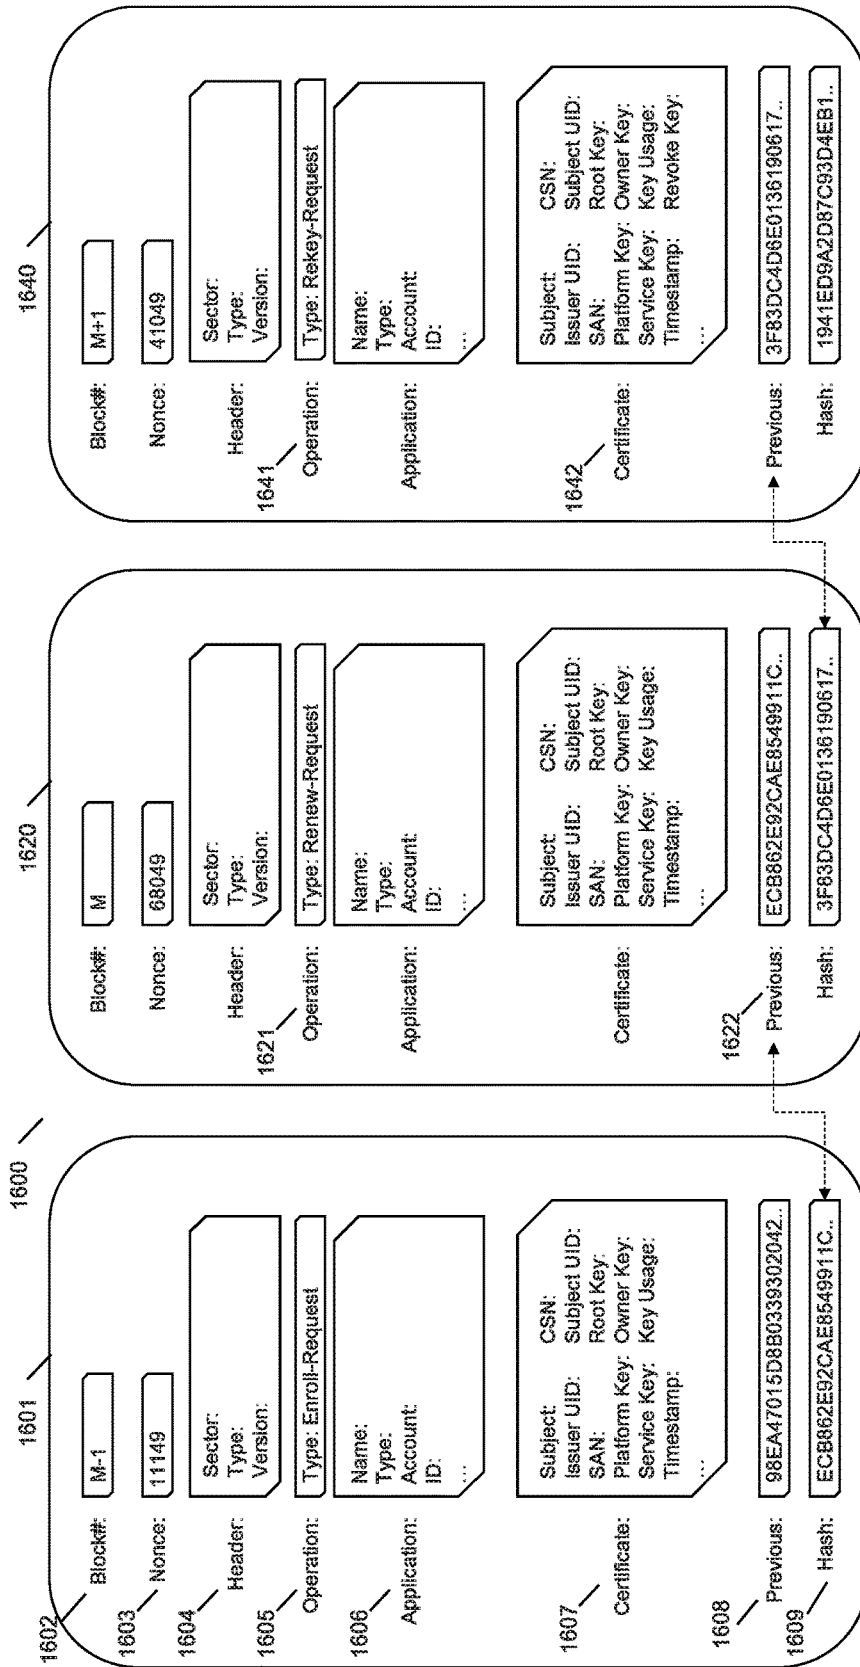 1600
1601
1602
Block#:
M-1
1603
Nonce:
11149
1604
Header:
Sector:
Type:
Version:
1605
Operation:
Type: Enroll-Request
1606
Application:
Name:
Type:
Account:
ID:
...
1607
Certificate:
Subject: CSN:
Issuer UID: Subject UID:
SAN: Root Key:
Platform Key: Owner Key:
Service Key: Key Usage:
Timestamp:
...
1608
Previous:
98EA47015D8B0339302042..
1609
Hash:
ECB862E92CAE8549911C..
1620
Block#:
M
Nonce:
68049
Header:
Sector:
Type:
Version:
1621
Operation:
Type: Renew-Request
Application:
Name:
Type:
Account:
ID:
...
Certificate:
Subject: CSN:
Issuer UID: Subject UID:
SAN: Root Key:
Platform Key: Owner Key:
Service Key: Key Usage:
Timestamp:
...
1622
Previous:
ECB862E92CAE8549911C..
Hash:
3F83DC4D6E0136190617..
1640
Block#:
M+1
Nonce:
41049
Header:
Sector:
Type:
Version:
1641
Operation:
Type: Rekey-Request
Application:
Name:
Type:
Account:
ID:
...
1642
Certificate:
Subject: CSN:
Issuer UID: Subject UID:
SAN: Root Key:
Platform Key: Owner Key:
Service Key: Key Usage:
Timestamp: Revoke Key:
...
Previous:
3F83DC4D6E0136190617..
Hash:
1941ED9A2D87C93D4EB1..